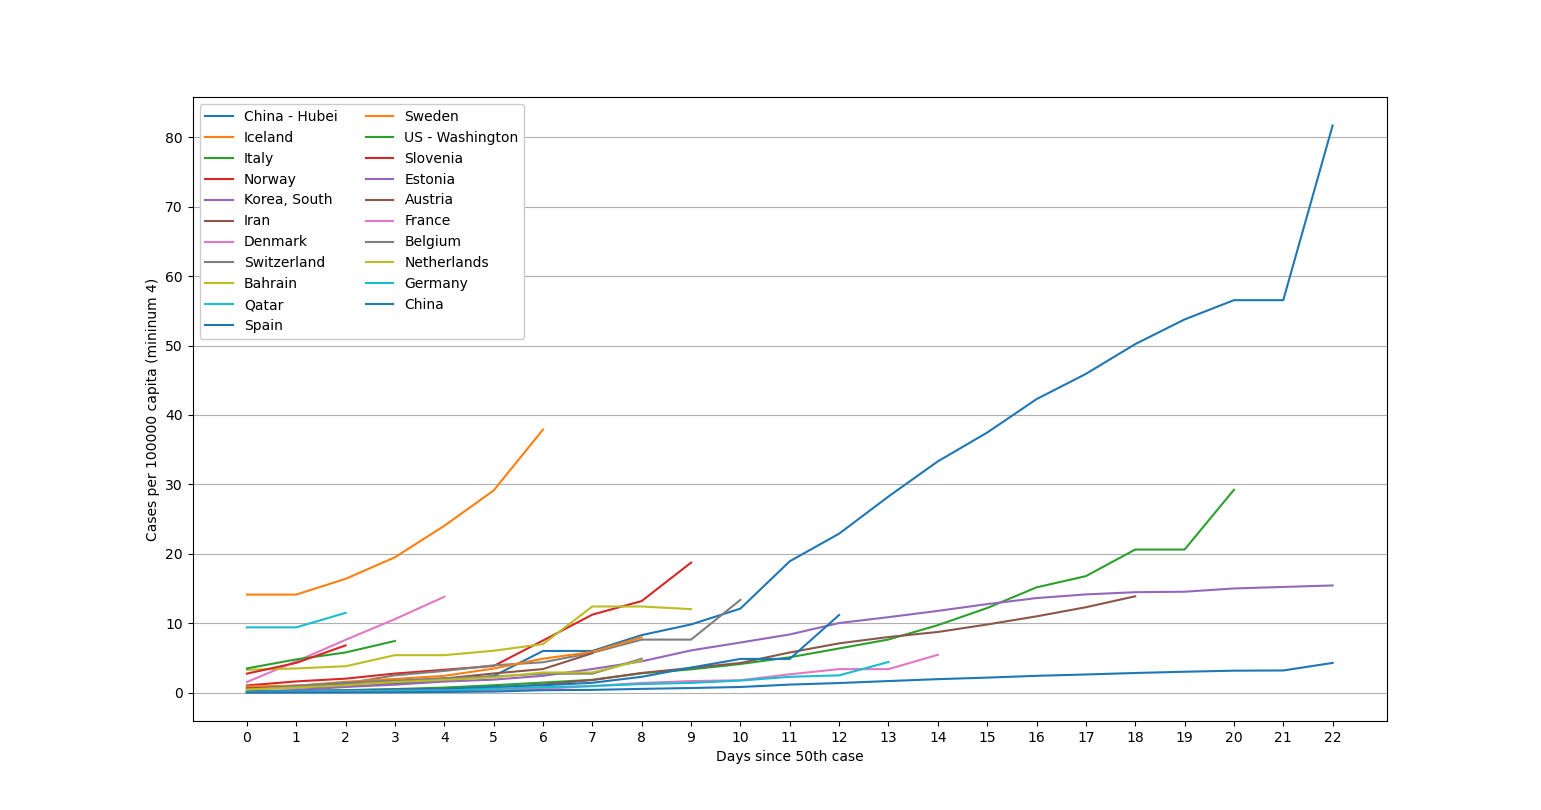 China - Hubei
Iceland
Italy
Norway
Korea, South
Iran
Denmark
Switzerland
Bahrain
Qatar
Spain
Sweden
US - Washington
Slovenia
Estonia
Austria
France
Belgium
Netherlands
Germany
China
80
70
60
50
40
30
20
10
0
Cases per 100000 capita (mininum 4)
0 1 2 3 4 5 6 7 8 9 10 11 12 13 14 15 16 17 18 19 20 21 22
Days since 50th case